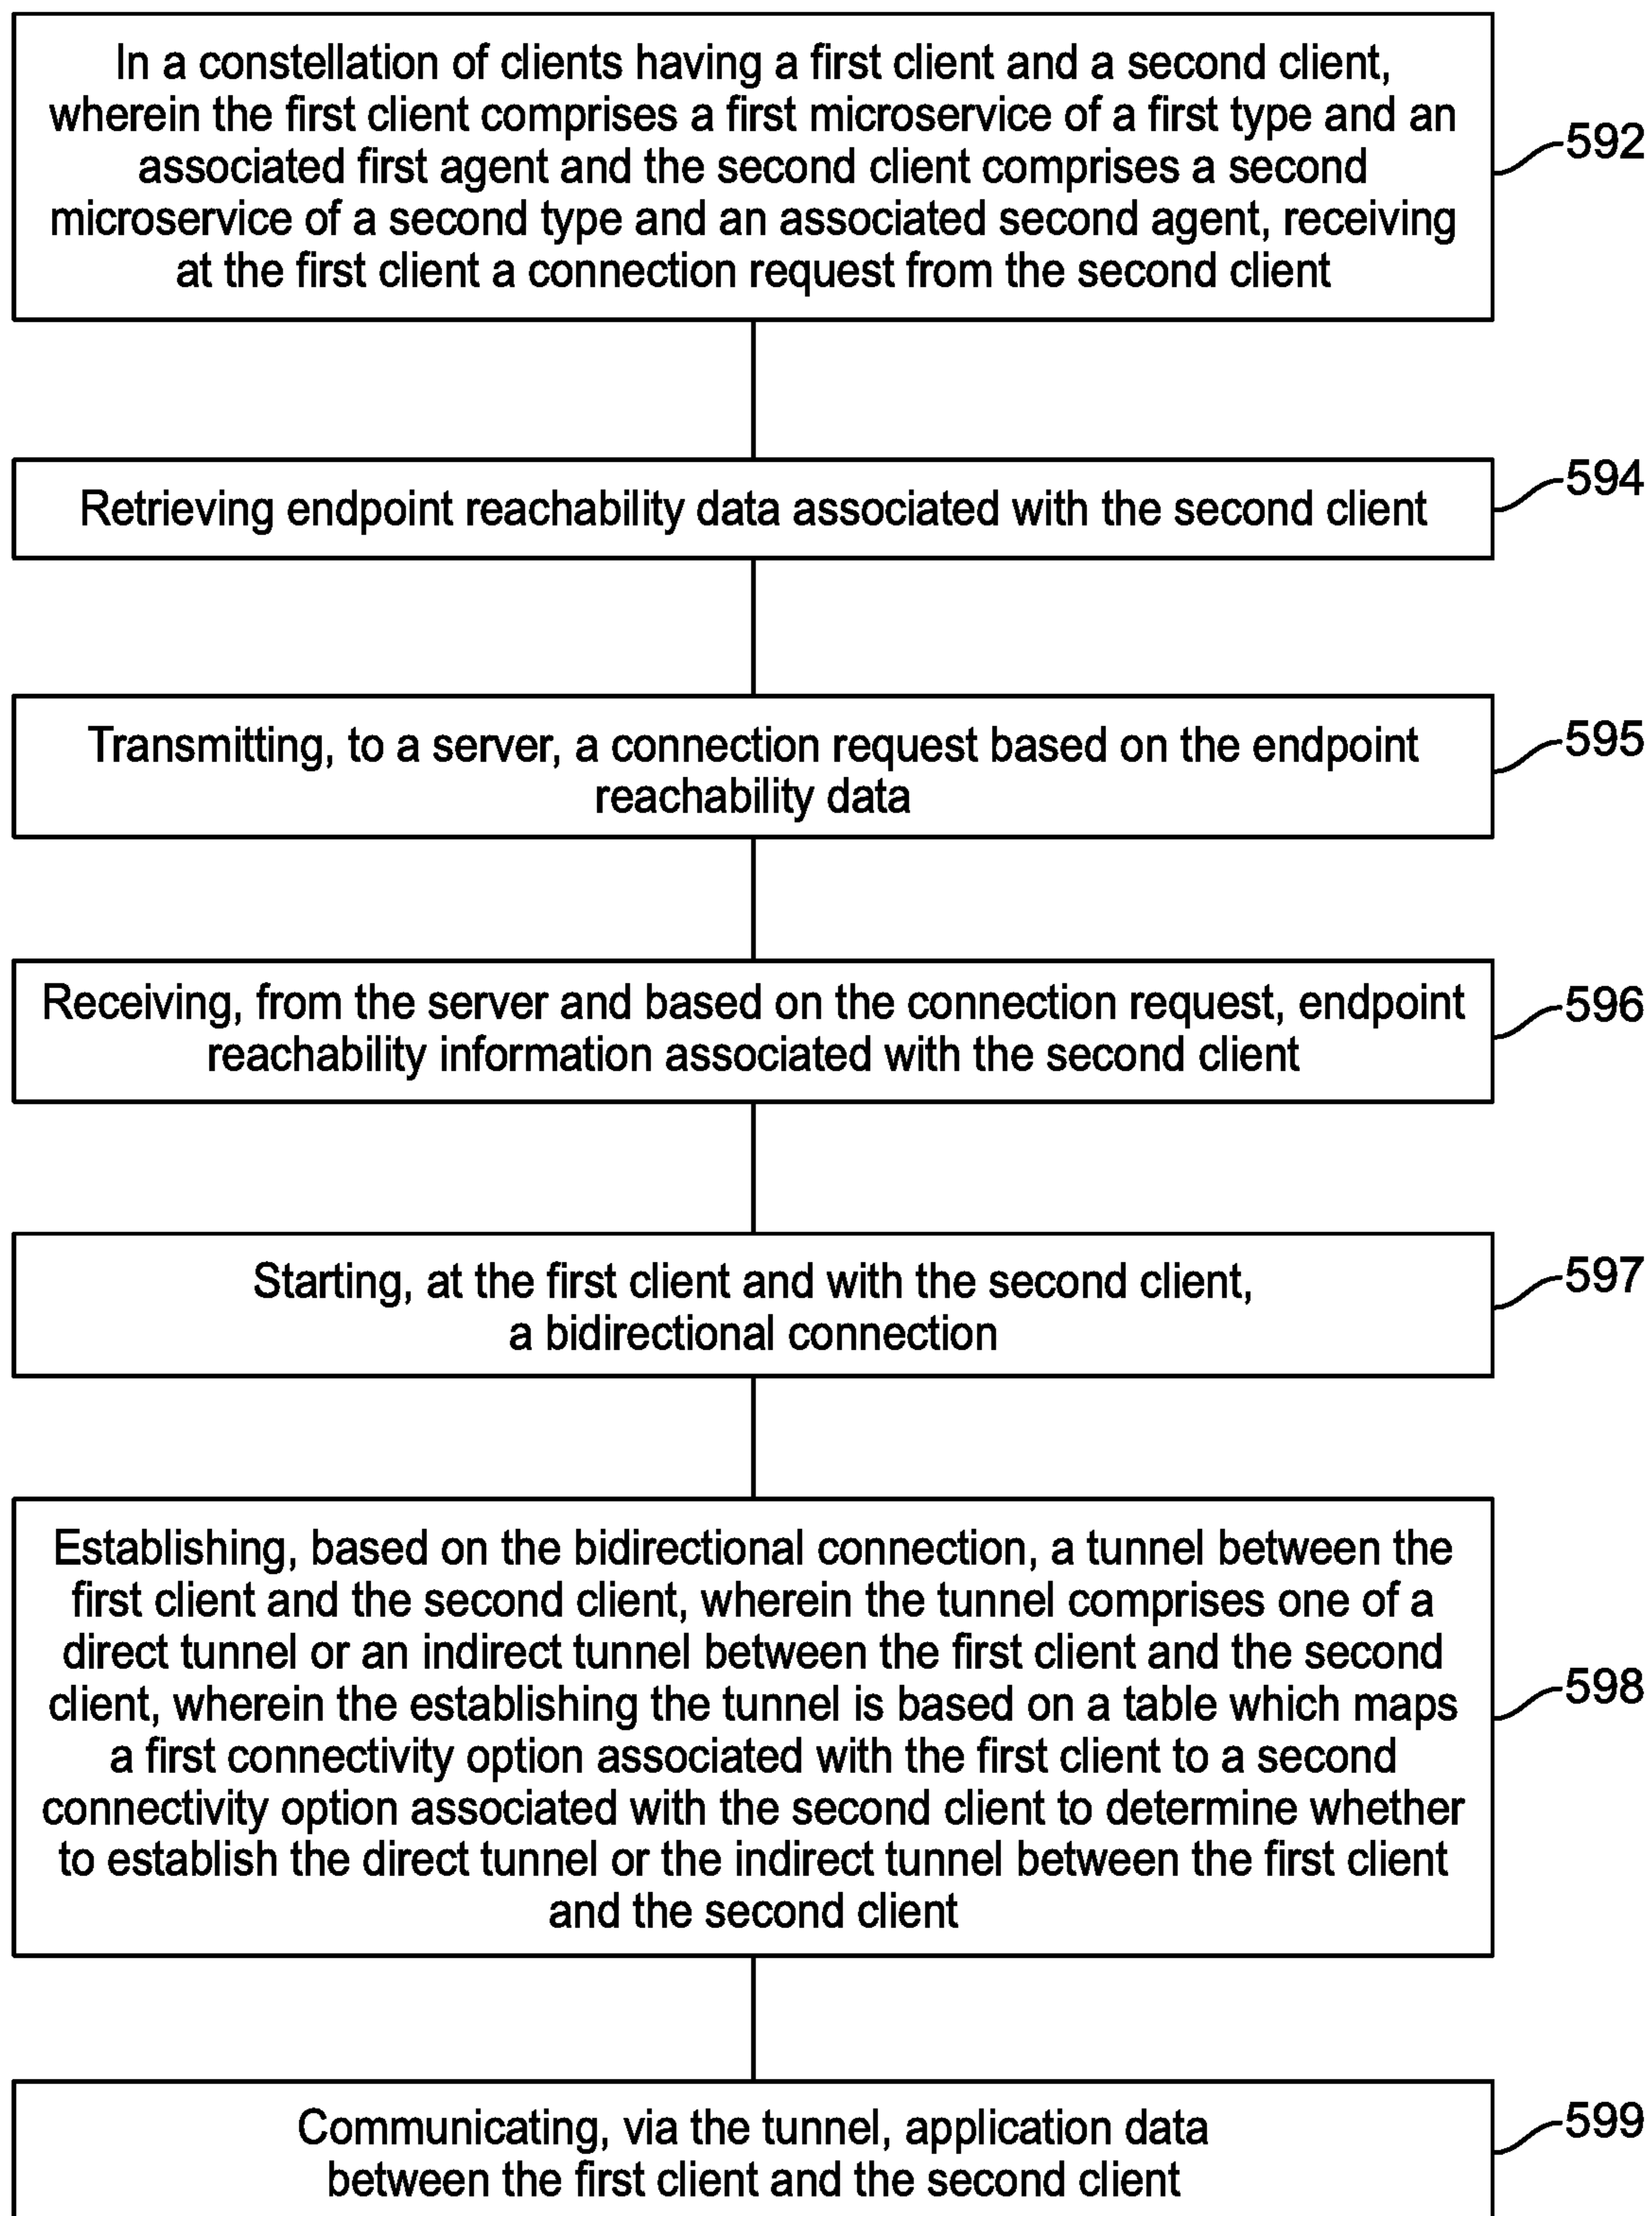 In a constellation of clients having a first client and a second client,
wherein the first client comprises a first microservice of a first type and an
associated first agent and the second client comprises a second
microservice of a second type and an associated second agent, receiving
at the first client a connection request from the second client
592
Retrieving endpoint reachability data associated with the second client
594
Transmitting, to a server, a connection request based on the endpoint
reachability data
595
Receiving, from the server and based on the connection request, endpoint
reachability information associated with the second client
596
Starting, at the first client and with the second client,
a bidirectional connection
597
Establishing, based on the bidirectional connection, a tunnel between the
first client and the second client, wherein the tunnel comprises one of a
direct tunnel or an indirect tunnel between the first client and the second
client, wherein the establishing the tunnel is based on a table which maps
a first connectivity option associated with the first client to a second
connectivity option associated with the second client to determine whether
to establish the direct tunnel or the indirect tunnel between the first client
and the second client
598
Communicating, via the tunnel, application data
between the first client and the second client
599